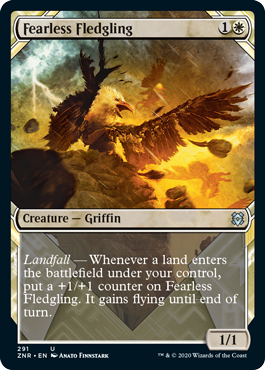 Fearless Fledgling 1
Creature — Griffin
Landfall — Whenever a land enters
the battlefield under your control,
put a +1/+1 counter on Fearless
Fledgling. It gains flying until end of
turn.
1/1
291 U
ZNR • EN Anato Finnstark
™ & © 2020 Wizards of the Coast